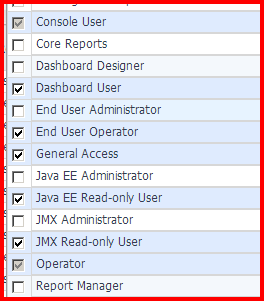 Console User
Core Reports
Dashboard Designer
Dashboard User
End User Administrator
End User Operator
General Access
Java EE Administrator
Java EE Read-only User
JMX Administrator
JMX Read-only User
Operator
Report Manager